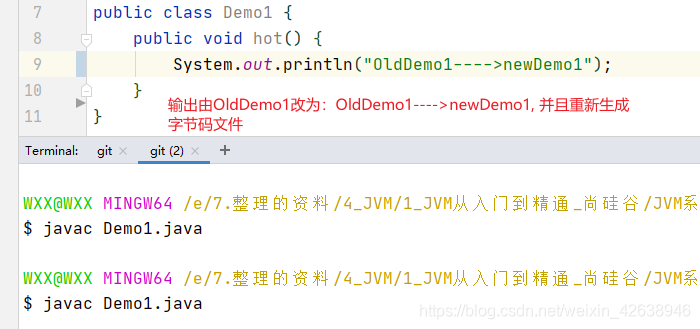 7 public class Demo1 {
8 public void hot() {
9 System.out.println("OldDemo1---->newDemo1");
10 }
11 }
输出由OldDemo1改为：OldDemo1---->newDemo1, 并且重新生成
字节码文件
Terminal: git × git (2) × +
WXX@WXX MINGW64 /e/7.整理的资料/4_JVM/1_JVM从入门到精通_尚硅谷/JVM系
$ javac Demo1.java
WXX@WXX MINGW64 /e/7.整理的资料/4_JVM/1_JVM从入门到精通_尚硅谷/JVM系
$ javac Demo1.java
https://blog.csdn.net/weixin_42638946